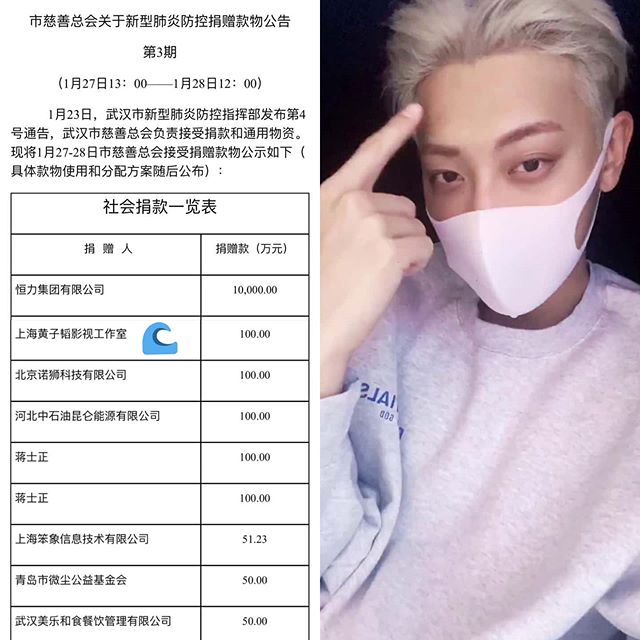 市慈善总会关于新型肺炎防控捐赠款物公告
第3期
（1月27日13：00——1月28日12：00）
1月23日，武汉市新型肺炎防控指挥部发布第4
号通告，武汉市慈善总会负责接受捐款和通用物资。
现将1月27-28日市慈善总会接受捐赠款物公示如下（
具体款物使用和分配方案随后公布）：
社会捐款一览表
捐 赠 人 捐赠款（万元）
恒力集团有限公司 10,000.00
上海黄子韬影视工作室 100.00
北京诺狮科技有限公司 100.00
河北中石油昆仑能源有限公司 100.00
蒋士正 100.00
蒋士正 100.00
上海笨象信息技术有限公司 51.23
青岛市微尘公益基金会 50.00
武汉美乐和食餐饮管理有限公司 50.00
IALS
GOD